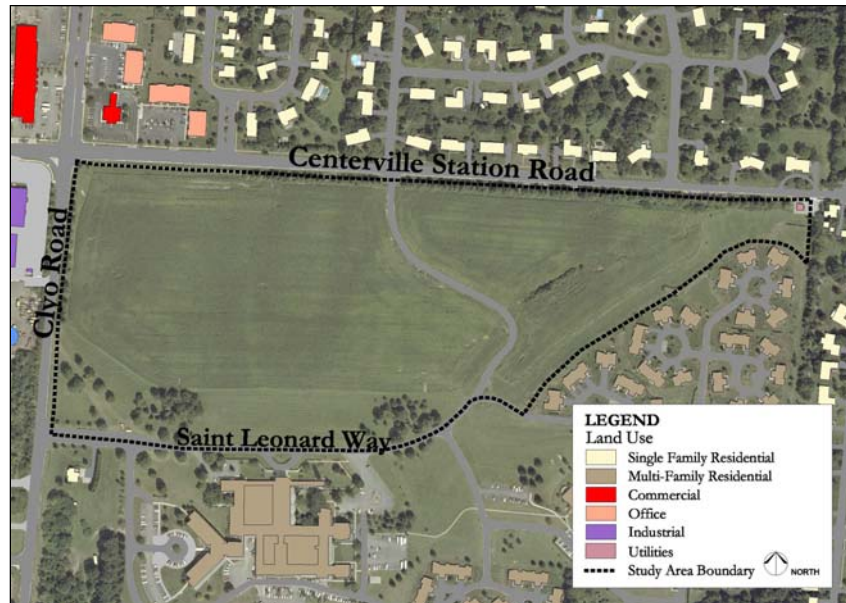 Centerville Station Road
Clyo Road
Saint Leonard Way
LEGEND
Land Use
Single Family Residential
Multi-Family Residential
Commercial
Office
Industrial
Utilities
Study Area Boundary
NORTH